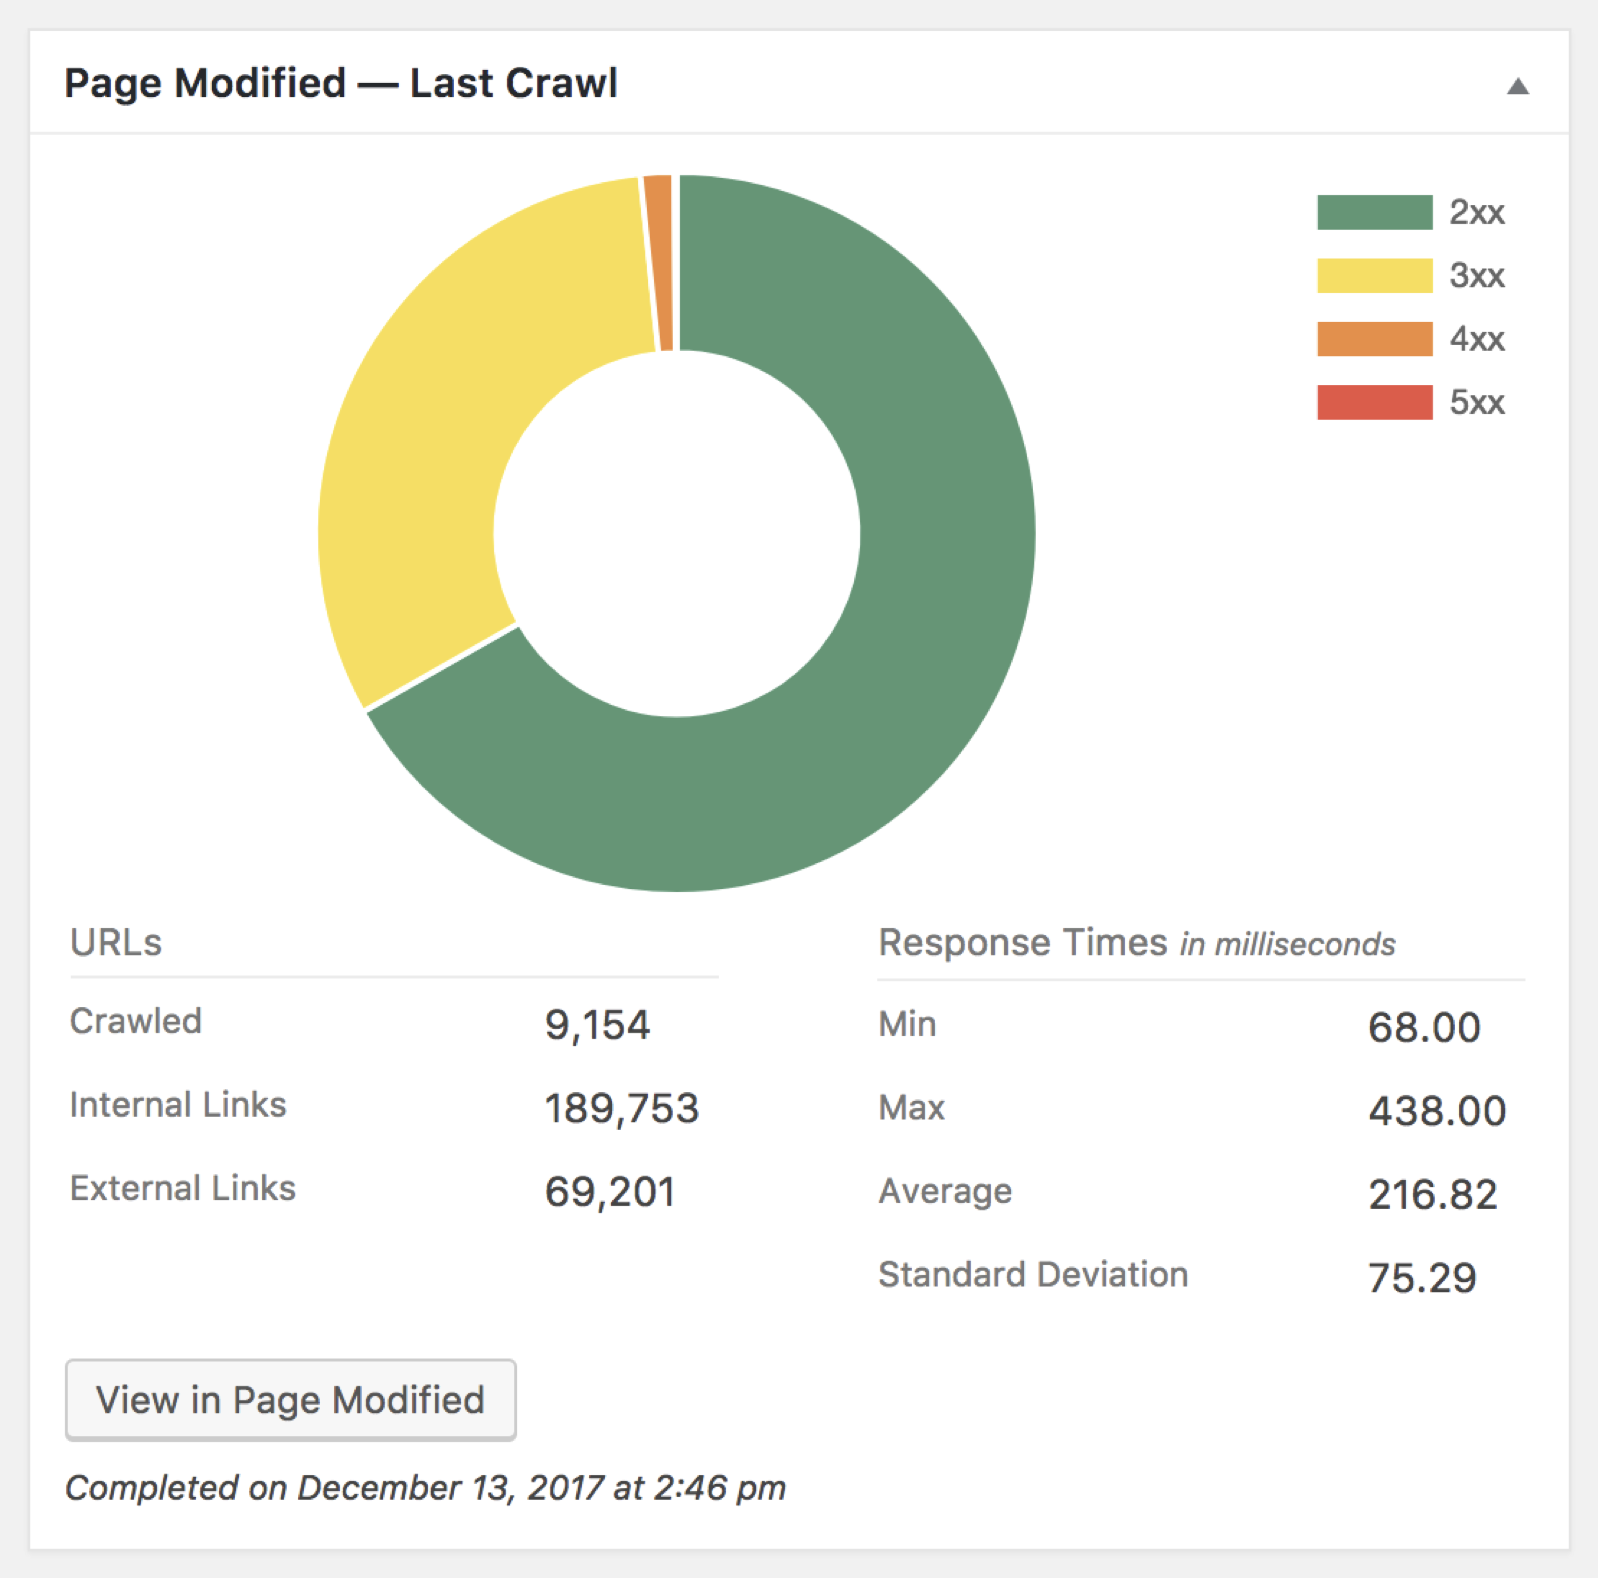 Page Modified — Last Crawl
2xx
3xx
4xx
5xx
URLs
Crawled 9,154
Internal Links 189,753
External Links 69,201
Response Times in milliseconds
Min 68.00
Max 438.00
Average 216.82
Standard Deviation 75.29
View in Page Modified
Completed on December 13, 2017 at 2:46 pm